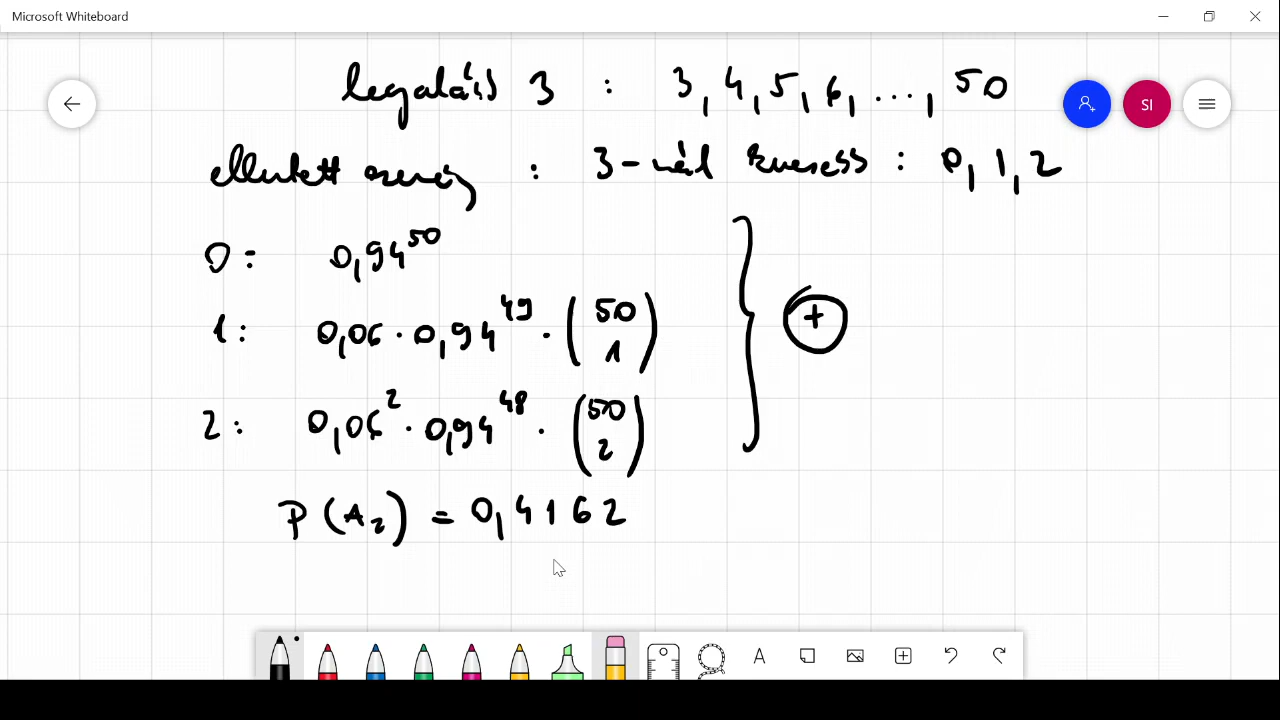 Microsoft Whiteboard
legalább 3 : 3, 4, 5, 6, ..., 50
SI
ellentett esemény : 3-nál kevesebb : 0, 1, 2
0: 0,94^50
1: 0,06 · 0,94^49 · (50 1)
2: 0,06^2 · 0,94^48 · (50 2)
+
P(A₂) = 0,4162
A